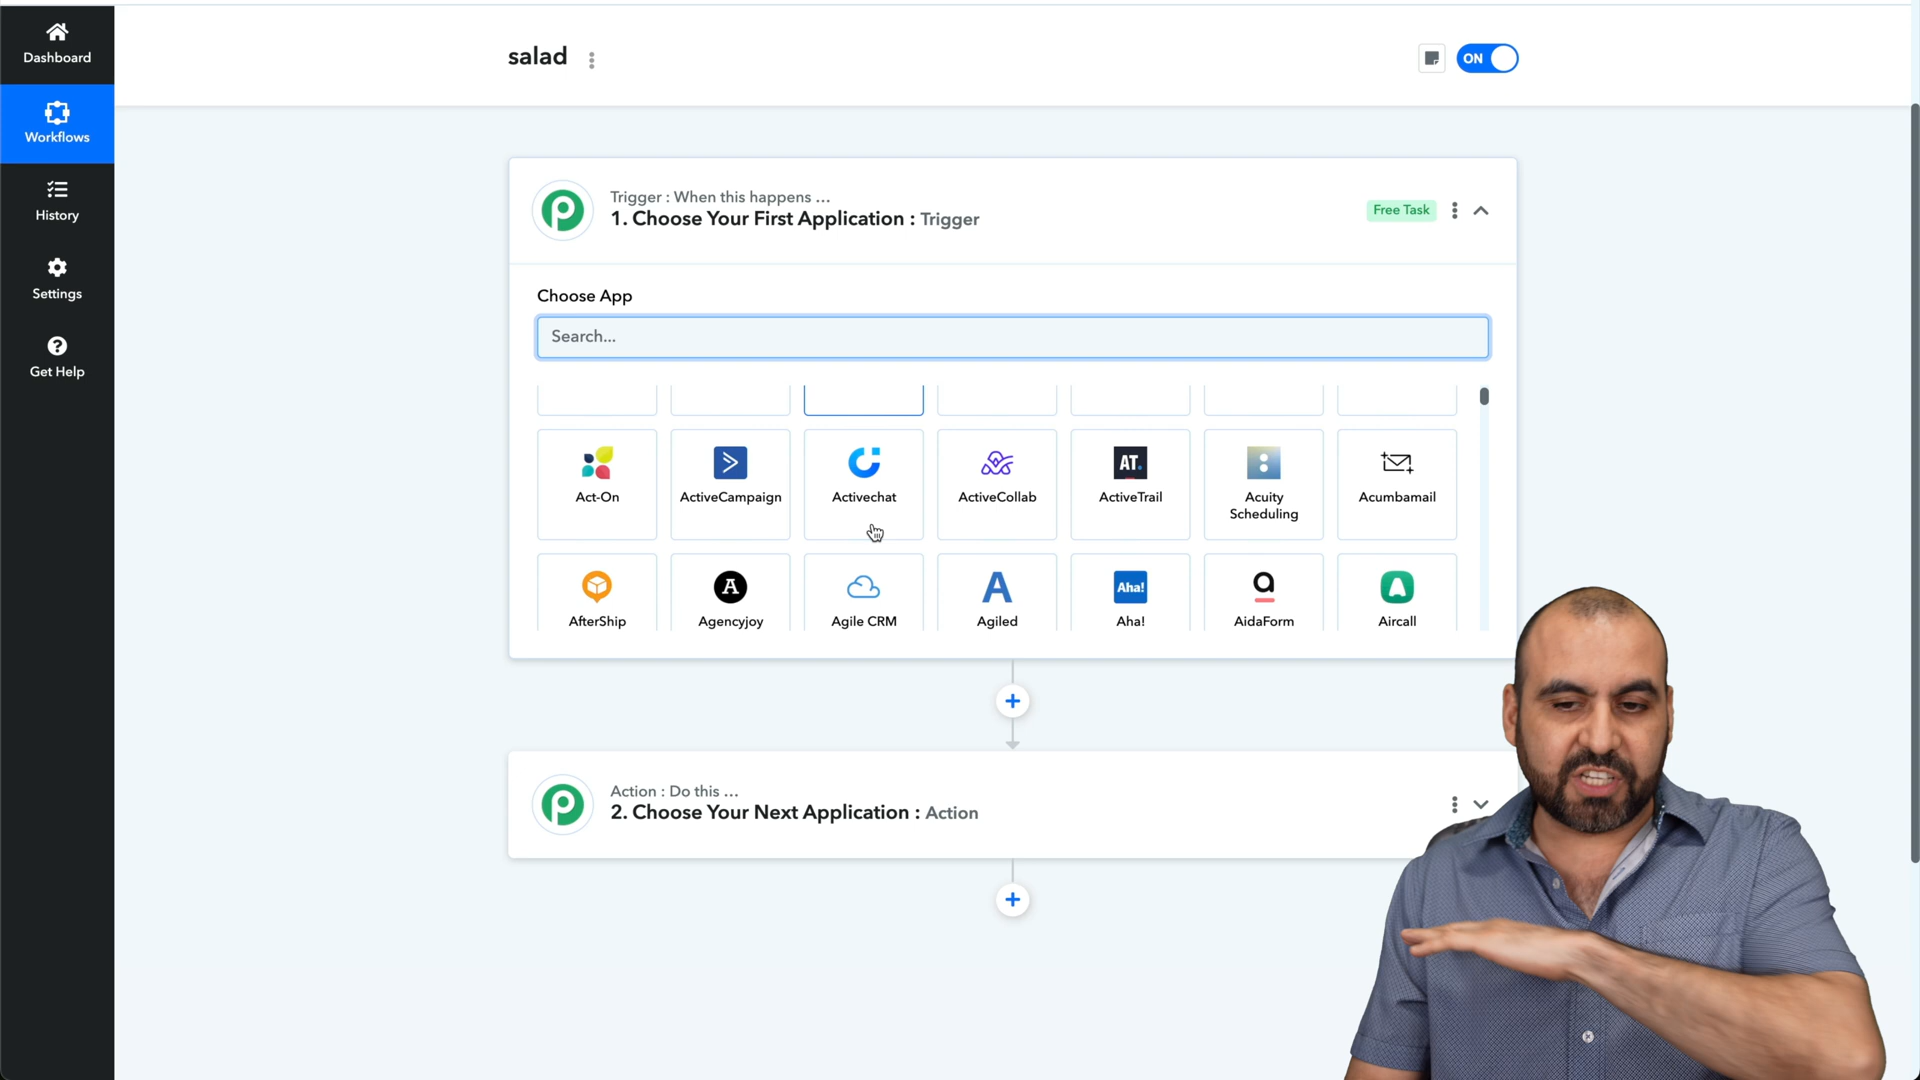 Dashboard
Workflows
History
Settings
Get Help
salad
ON
Trigger : When this happens ...
1. Choose Your First Application : Trigger
Free Task
Choose App
Search...
Act-On
ActiveCampaign
Activechat
ActiveCollab
AT.
ActiveTrail
Acuity
Scheduling
Acumbamail
AfterShip
A
Agencyjoy
Agile CRM
A
Agiled
Aha!
Aha!
a
AidaForm
Aircall
Action : Do this ...
2. Choose Your Next Application : Action